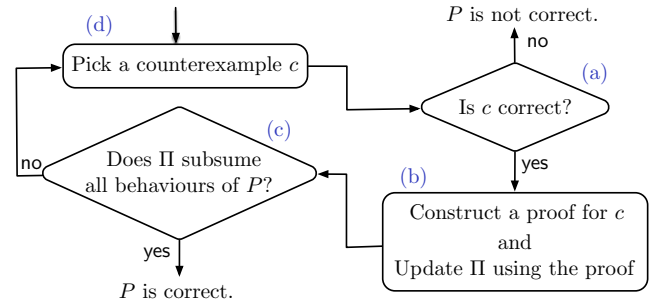 (d)
P is not correct.
no
(a)
Pick a counterexample c
Is c correct?
(c)
no
Does Π subsume
all behaviours of P?
yes
(b)
Construct a proof for c
and
Update Π using the proof
yes
P is correct.